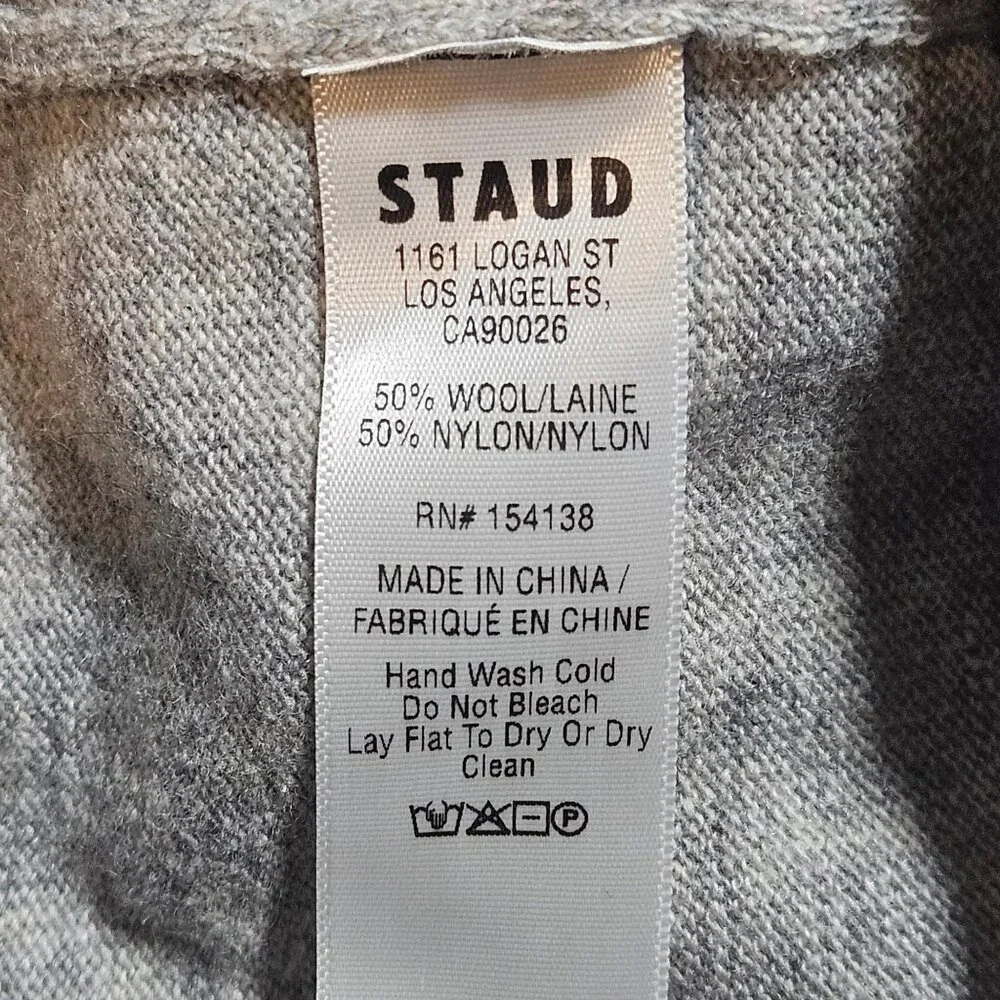 STAUD
1161 LOGAN ST
LOS ANGELES,
CA90026
50% WOOL/LAINE
50% NYLON/NYLON
RN# 154138
MADE IN CHINA /
FABRIQUÉ EN CHINE
Hand Wash Cold
Do Not Bleach
Lay Flat To Dry Or Dry
Clean
P